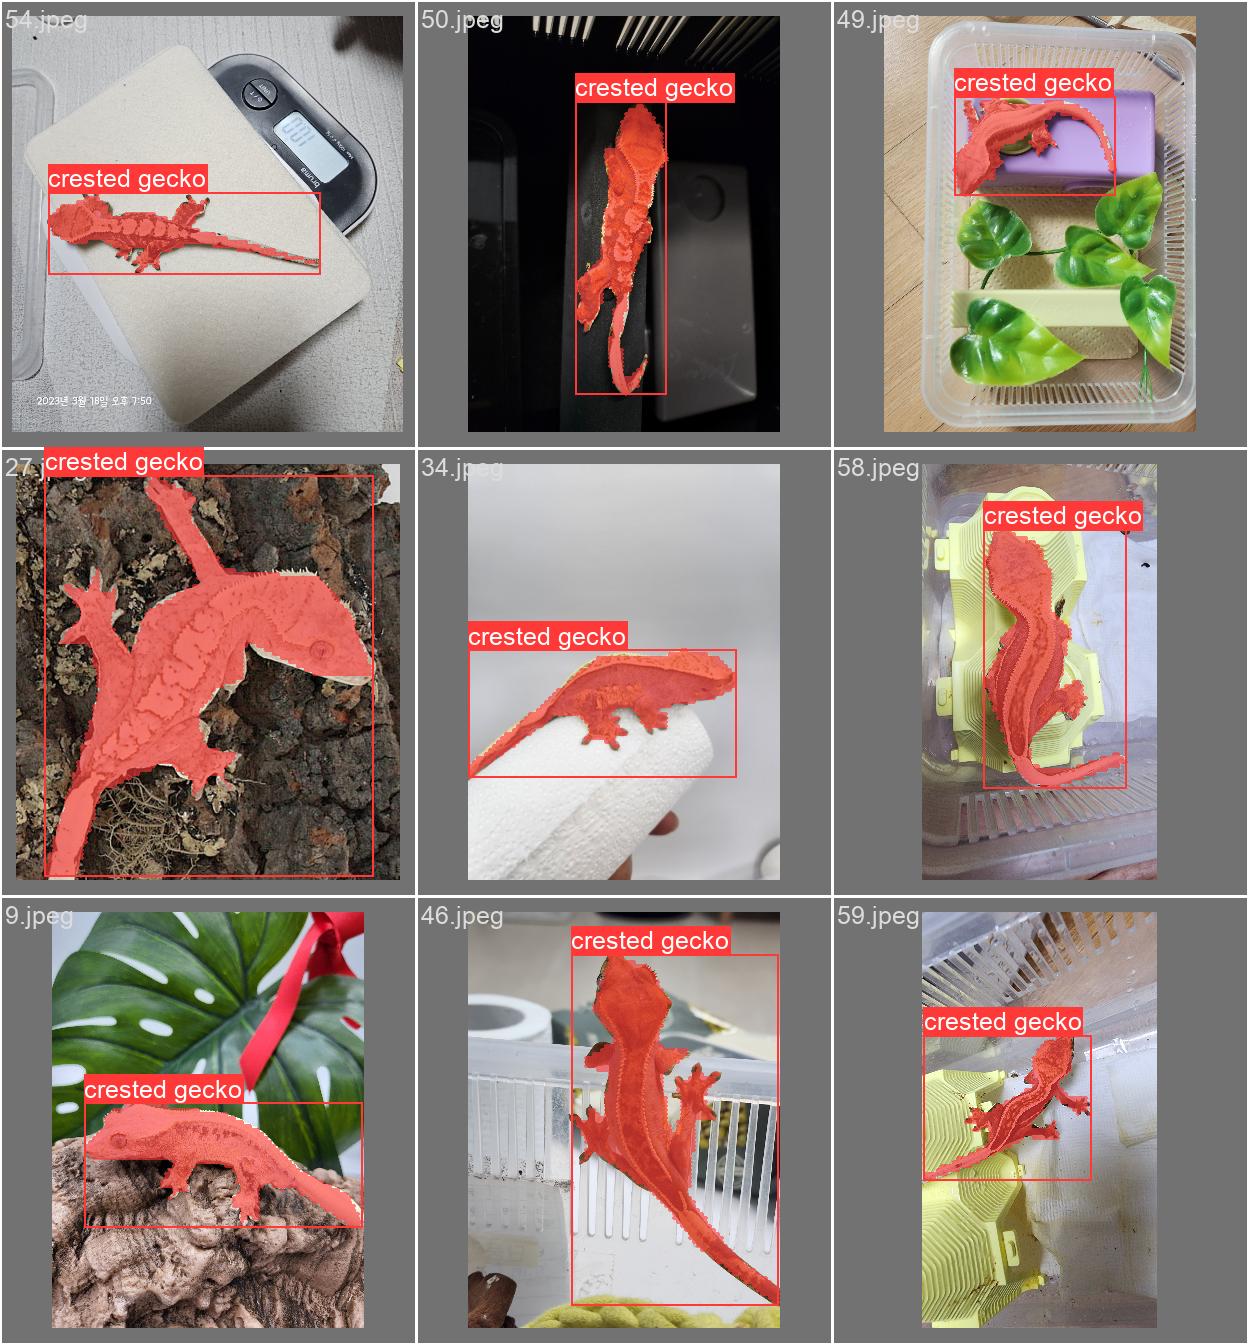 54.jpeg
50.jpeg
49.jpeg
crested gecko
crested gecko
crested gecko
bruma
2023년 3월 18일 오후 7:50
27.jpeg
34.jpeg
58.jpeg
crested gecko
crested gecko
crested gecko
9.jpeg
46.jpeg
59.jpeg
crested gecko
crested gecko
crested gecko